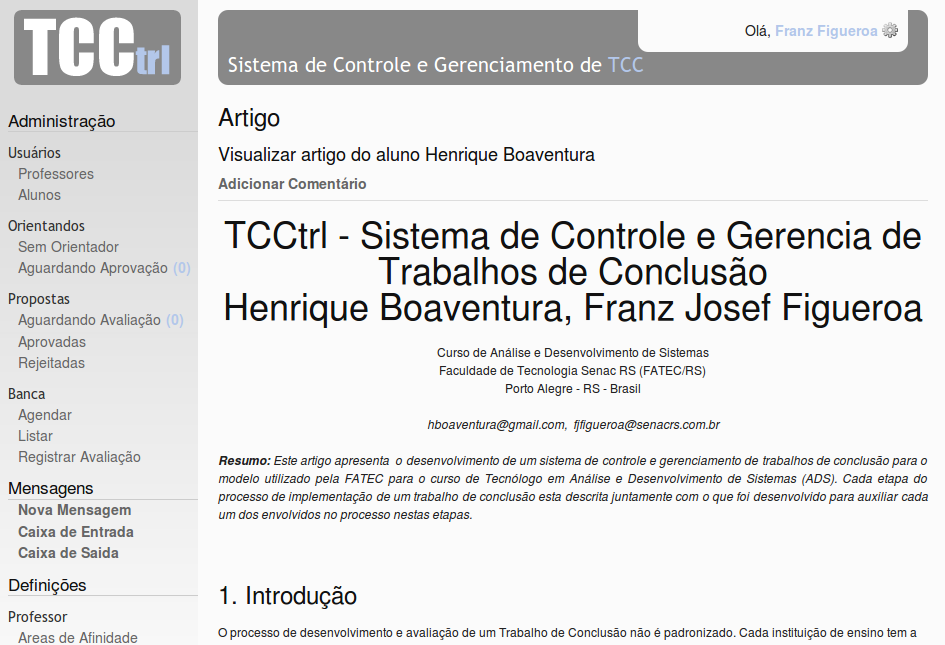 TCCtrl
Administração
Usuários
Professores
Alunos
Orientandos
Sem Orientador
Aguardando Aprovação (0)
Propostas
Aguardando Avaliação (0)
Aprovadas
Rejeitadas
Banca
Agendar
Listar
Registrar Avaliação
Mensagens
Nova Mensagem
Caixa de Entrada
Caixa de Saida
Definições
Professor
Areas de Afinidade
Olá, Franz Figueroa
Sistema de Controle e Gerenciamento de TCC
Artigo
Visualizar artigo do aluno Henrique Boaventura
Adicionar Comentário
TCCtrl - Sistema de Controle e Gerencia de
Trabalhos de Conclusão
Henrique Boaventura, Franz Josef Figueroa
Curso de Análise e Desenvolvimento de Sistemas
Faculdade de Tecnologia Senac RS (FATEC/RS)
Porto Alegre - RS - Brasil
hboaventura@gmail.com, fjfigueroa@senacrs.com.br
Resumo: Este artigo apresenta o desenvolvimento de um sistema de controle e gerenciamento de trabalhos de conclusão para o
modelo utilizado pela FATEC para o curso de Tecnólogo em Análise e Desenvolvimento de Sistemas (ADS). Cada etapa do
processo de implementação de um trabalho de conclusão esta descrita juntamente com o que foi desenvolvido para auxiliar cada
um dos envolvidos no processo nestas etapas.
1. Introdução
O processo de desenvolvimento e avaliação de um Trabalho de Conclusão não é padronizado. Cada instituição de ensino tem a